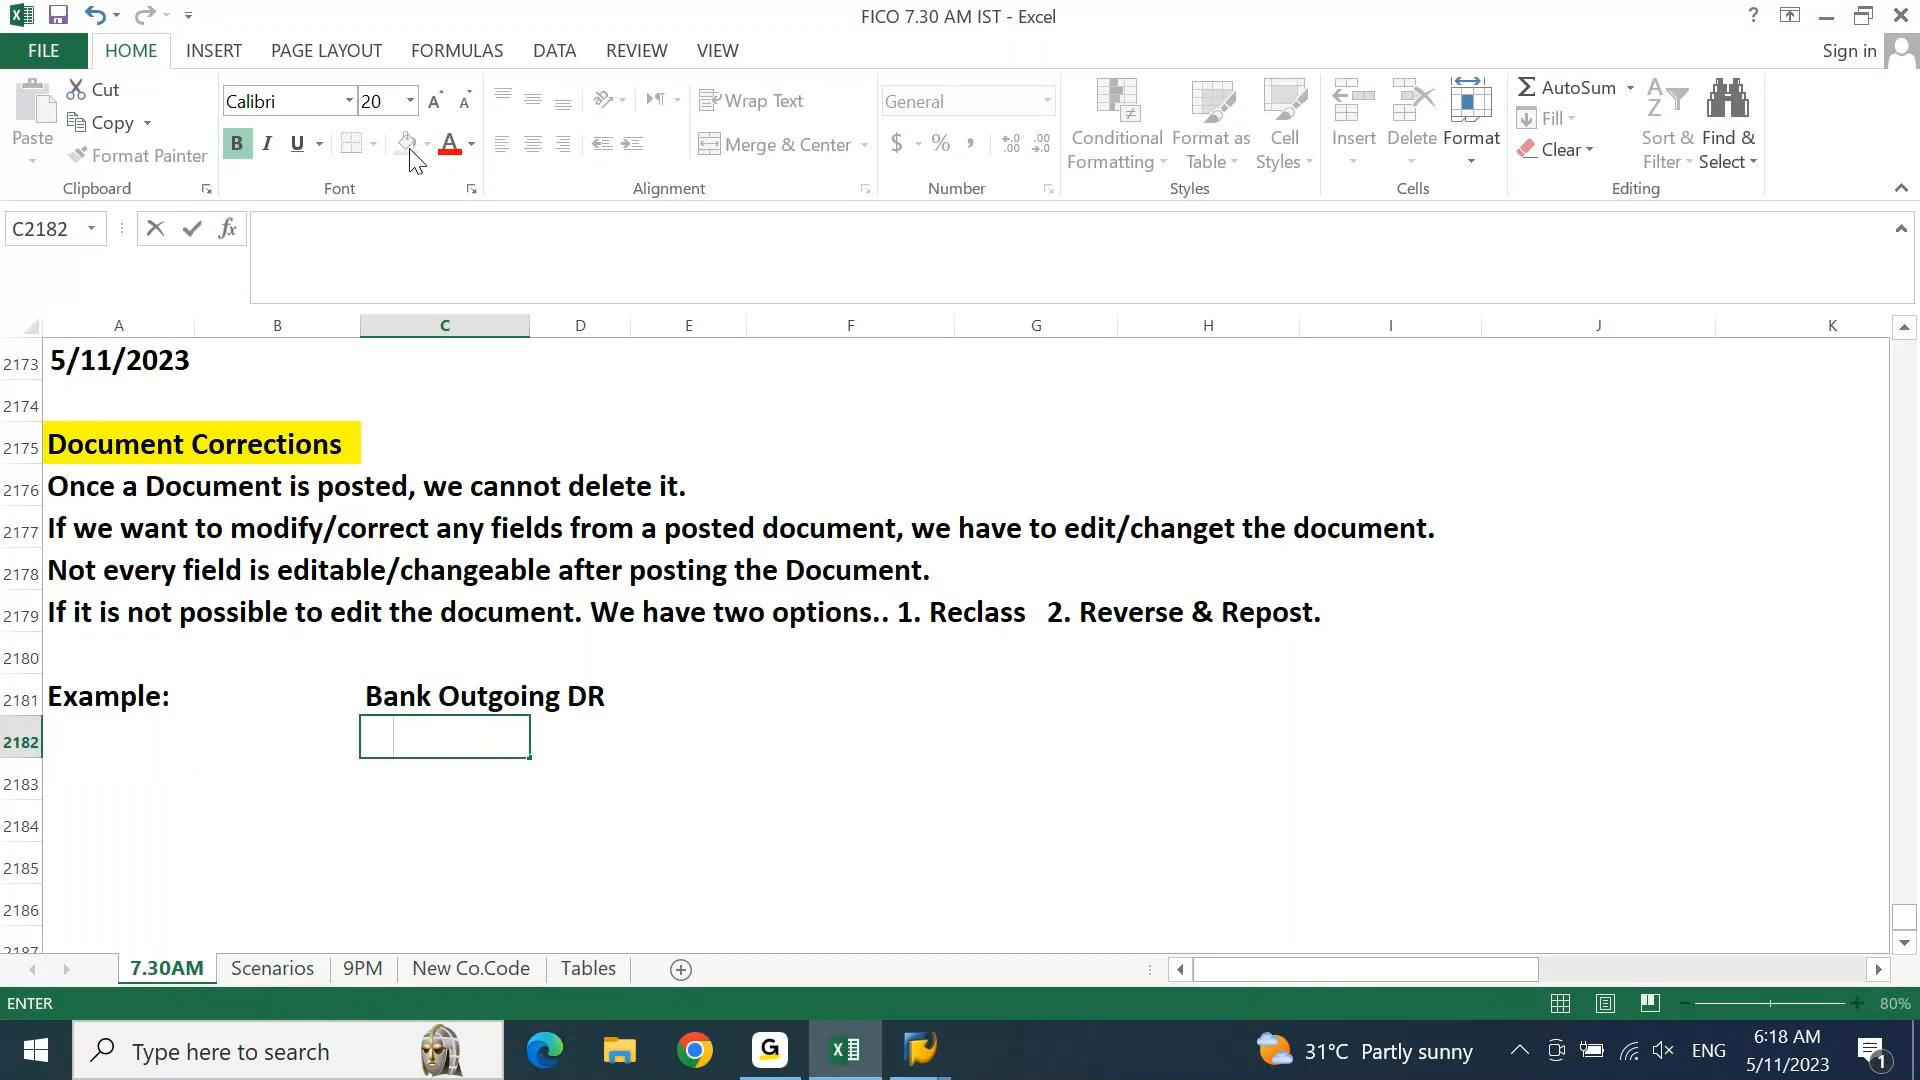 FICO 7.30 AM IST - Excel
?
FILE HOME INSERT PAGE LAYOUT FORMULAS DATA REVIEW VIEW Sign in
Paste Cut Copy Format Painter Clipboard
Calibri 20 A A B I U A Font
Wrap Text Merge & Center Alignment
General $ % , .00 .00 Number
Conditional Formatting Format as Table Cell Styles Styles
Insert Delete Format Cells
AutoSum Fill Clear Sort & Filter Find & Select Editing
C2182 fx
A B C D E F G H I J K
2173 5/11/2023
2174
2175 Document Corrections
2176 Once a Document is posted, we cannot delete it.
2177 If we want to modify/correct any fields from a posted document, we have to edit/changet the document.
2178 Not every field is editable/changeable after posting the Document.
2179 If it is not possible to edit the document. We have two options.. 1. Reclass 2. Reverse & Repost.
2180
2181 Example: Bank Outgoing DR
2182
2183
2184
2185
2186
2187
7.30AM Scenarios 9PM New Co.Code Tables
ENTER 80%
Type here to search 31°C Partly sunny ENG 6:18 AM 5/11/2023 1